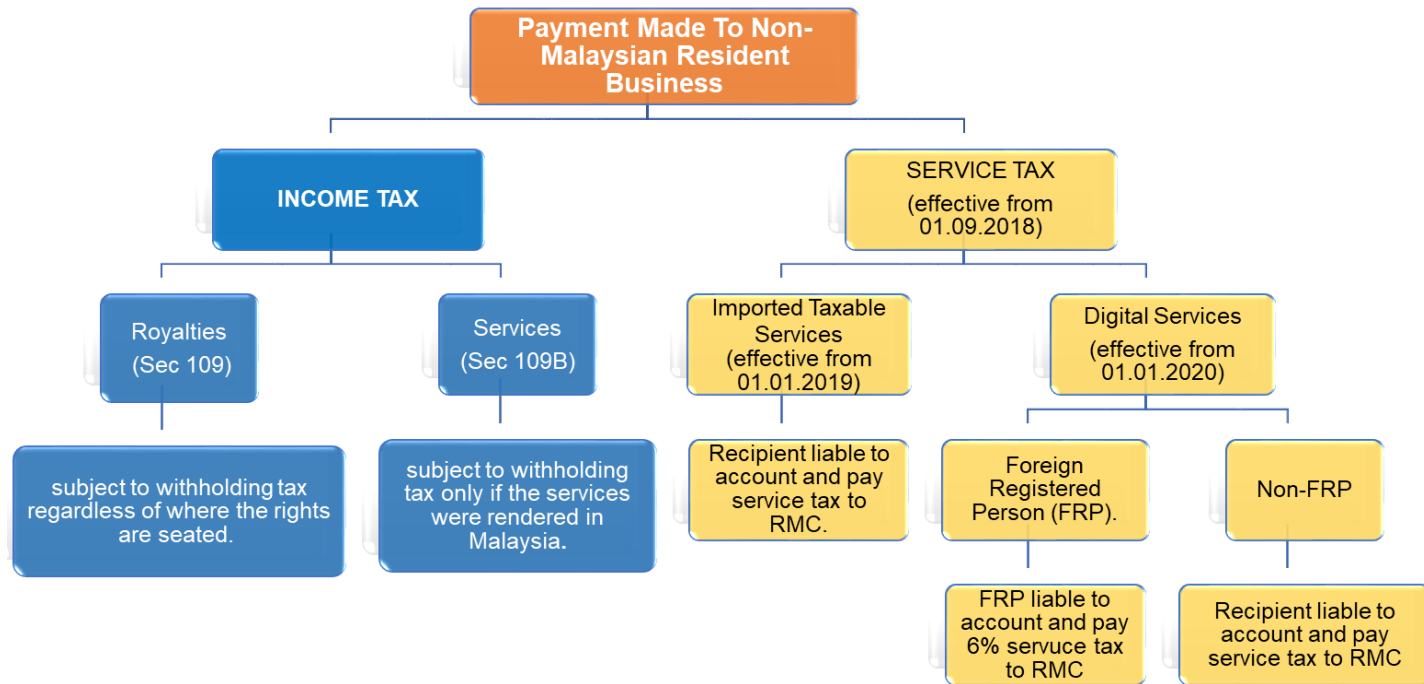 Payment Made To Non-
Malaysian Resident
Business
INCOME TAX
SERVICE TAX
(effective from
01.09.2018)
Royalties
(Sec 109)
Services
(Sec 109B)
Imported Taxable
Services
(effective from
01.01.2019)
Digital Services
(effective from
01.01.2020)
subject to withholding tax
regardless of where the rights
are seated.
subject to withholding
tax only if the services
were rendered in
Malaysia.
Recipient liable to
account and pay
service tax to
RMC.
Foreign
Registered
Person (FRP).
Non-FRP
FRP liable to
account and pay
6% servuce tax
to RMC
Recipient liable to
account and pay
service tax to RMC